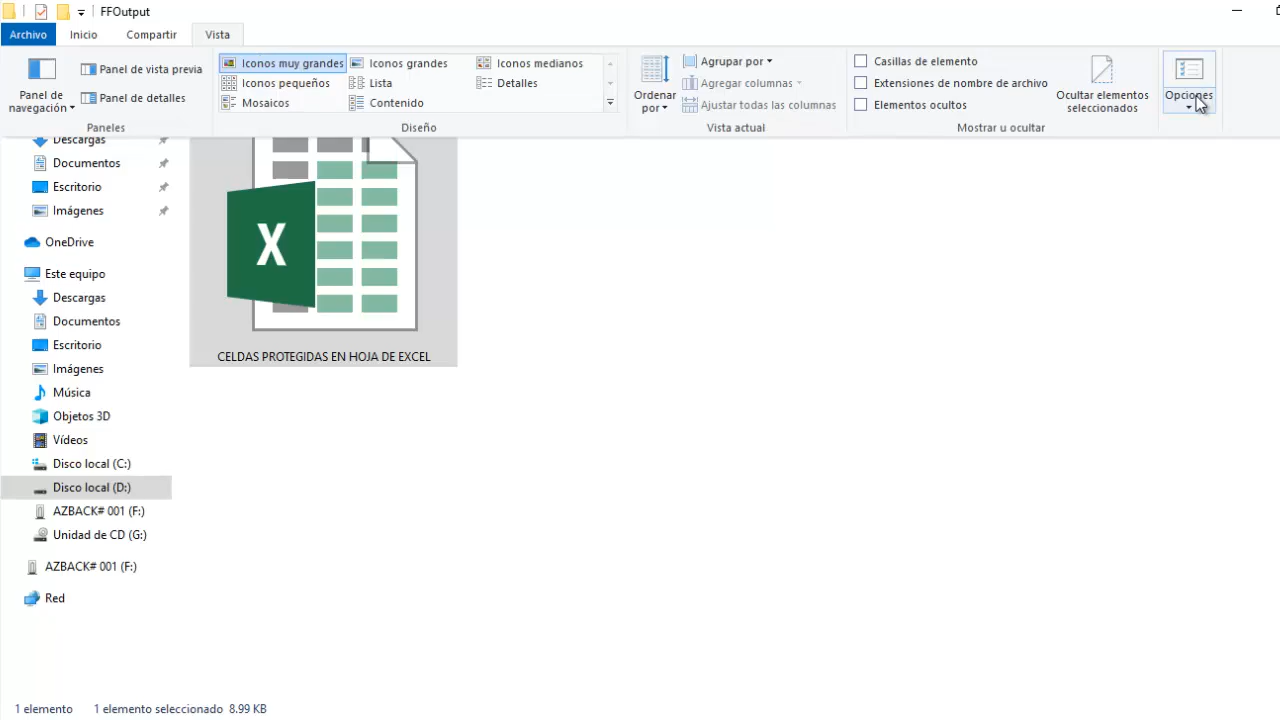 FFOutput
Archivo Inicio Compartir Vista
Panel de navegación
Panel de vista previa
Panel de detalles
Paneles
Iconos muy grandes Iconos grandes Iconos medianos
Iconos pequeños Lista Detalles
Mosaicos Contenido
Diseño
Ordenar por
Agrupar por
Agregar columnas
Ajustar todas las columnas
Vista actual
Casillas de elemento
Extensiones de nombre de archivo
Elementos ocultos
Ocultar elementos
seleccionados
Mostrar u ocultar
Opciones
Descargas
Documentos
Escritorio
Imágenes
OneDrive
Este equipo
Descargas
Documentos
Escritorio
Imágenes
Música
Objetos 3D
Vídeos
Disco local (C:)
Disco local (D:)
AZBACK# 001 (F:)
Unidad de CD (G:)
AZBACK# 001 (F:)
Red
X
CELDAS PROTEGIDAS EN HOJA DE EXCEL
1 elemento 1 elemento seleccionado 8.99 KB